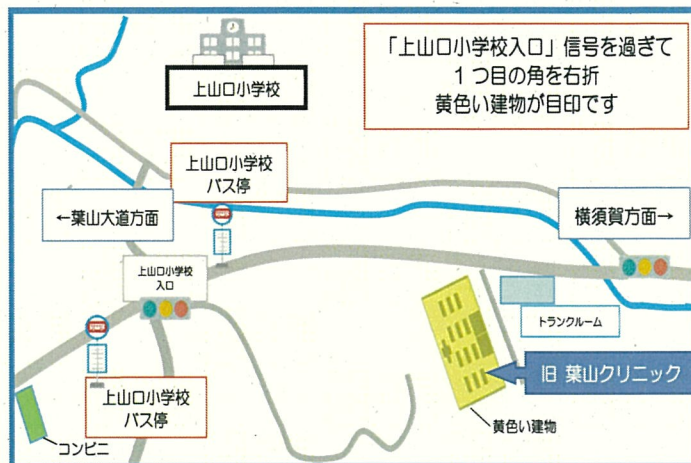 「上山口小学校入口」信号を過ぎて
1つ目の角を右折
黄色い建物が目印です
上山口小学校
上山口小学校
バス停
←葉山大道方面
横須賀方面→
上山口小学校
入口
トランクルーム
旧 葉山クリニック
上山口小学校
バス停
黄色い建物
コンビニ